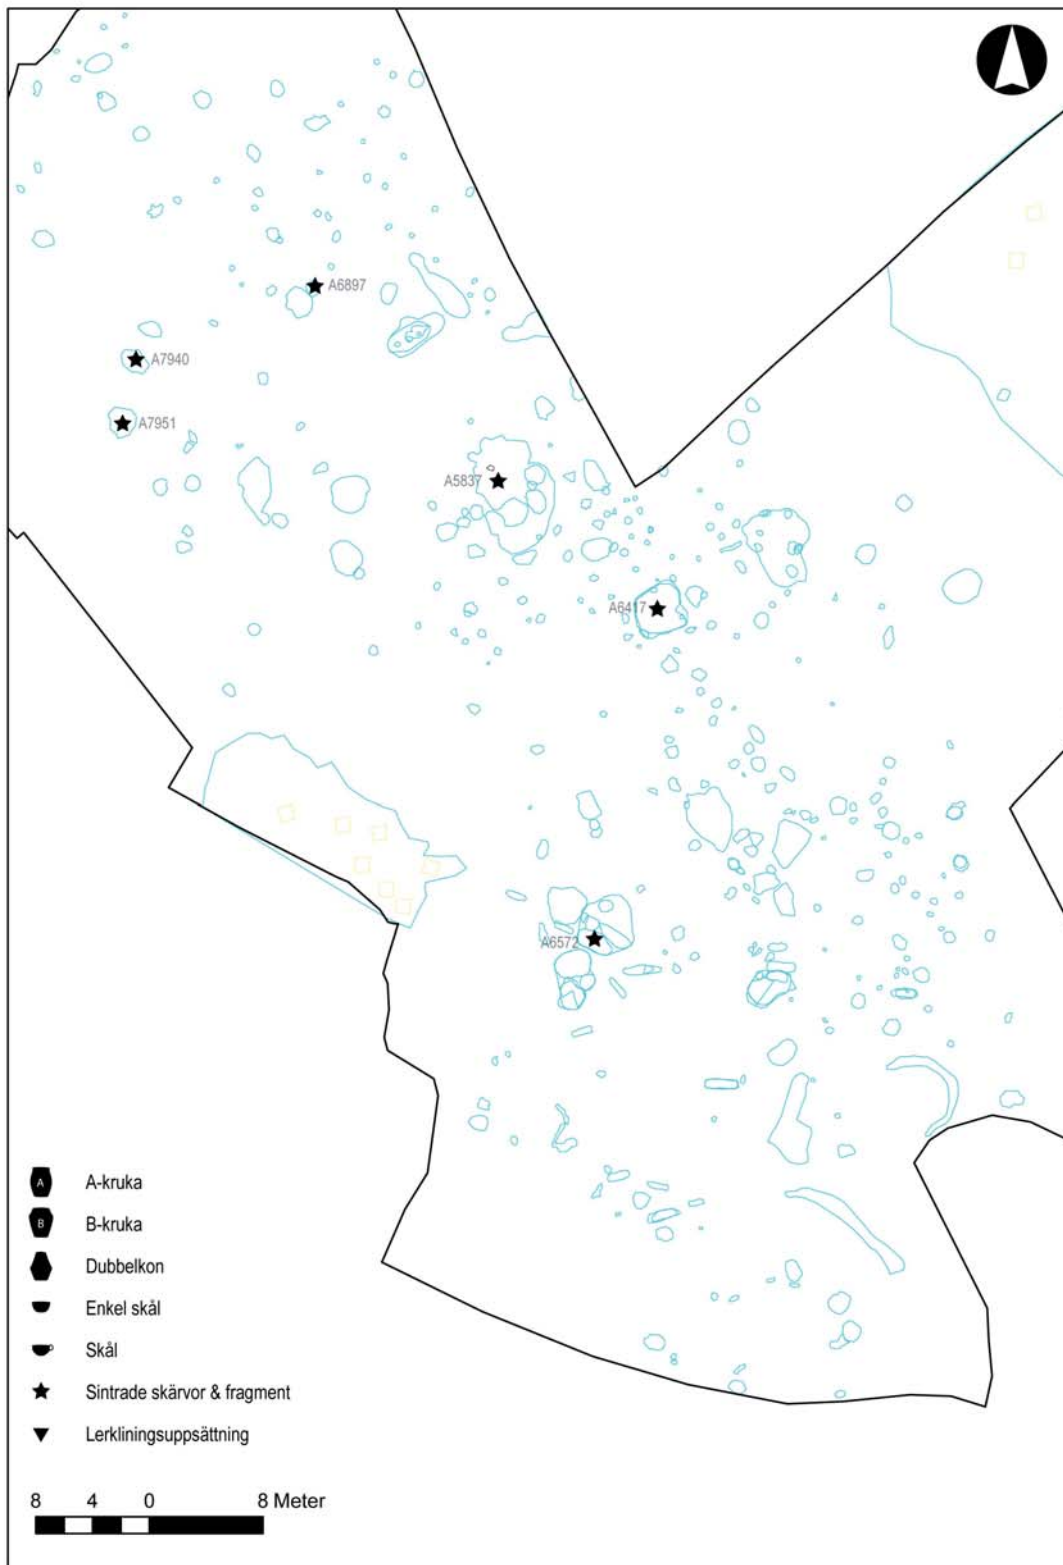 A6897
A7940
A7951
A5837
A6417
A6572
A A-kruka
B B-kruka
Dubbelkon
Enkel skål
Skål
Sintrade skärvor & fragment
Lerkliningsuppsättning
8 4 0 8 Meter